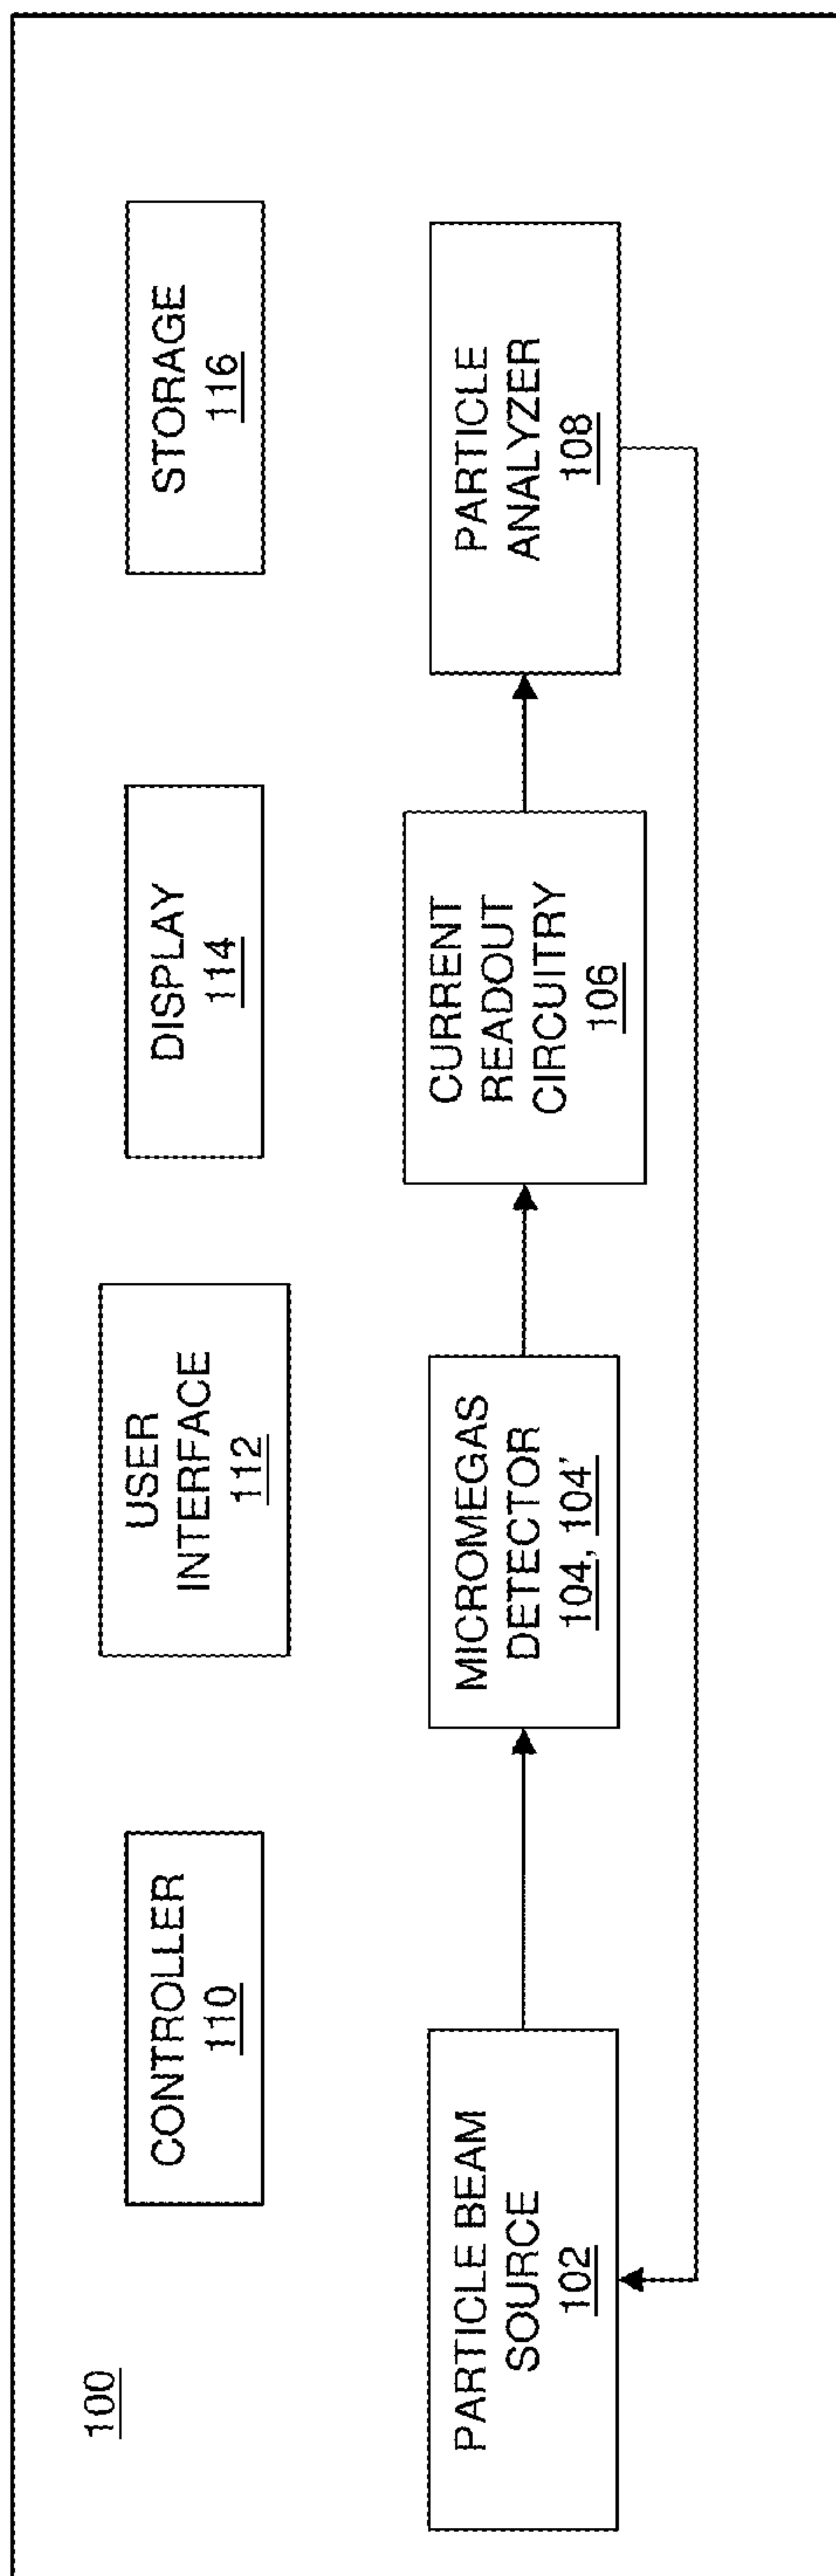 100
CONTROLLER
110
USER
INTERFACE
112
DISPLAY
114
STORAGE
116
PARTICLE BEAM
SOURCE
102
MICROMEGAS
DETECTOR
104, 104'
CURRENT
READOUT
CIRCUITRY
106
PARTICLE
ANALYZER
108